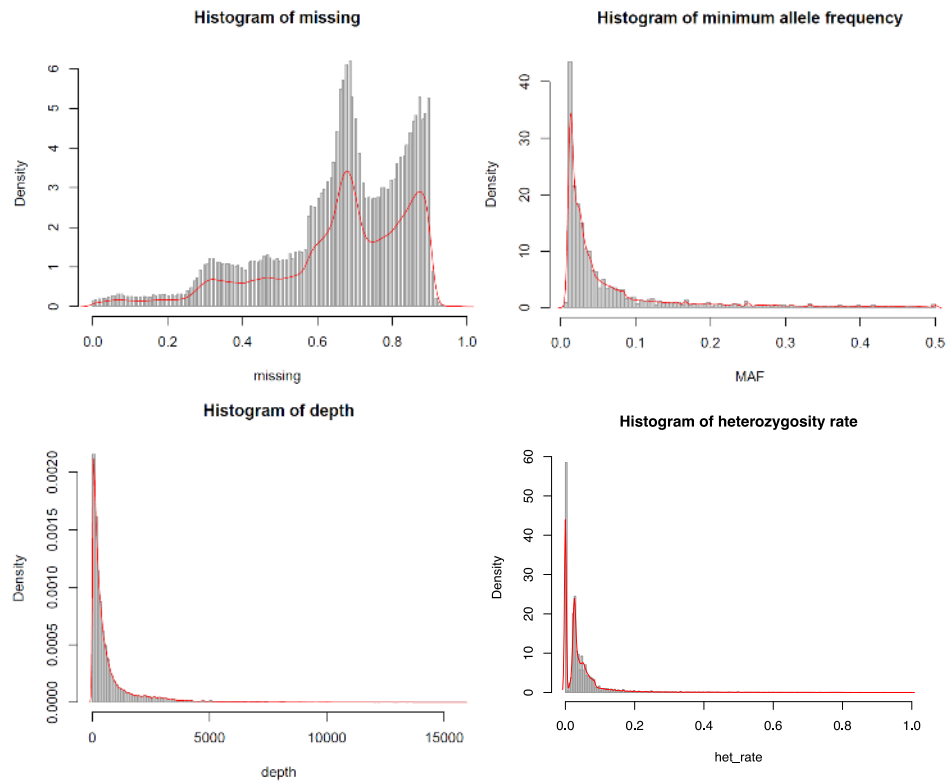 Histogram of missing
Density
0
1
2
3
4
5
6
0.0 0.2 0.4 0.6 0.8 1.0
missing
Histogram of minimum allele frequency
Density
0
10
20
30
40
0.0 0.1 0.2 0.3 0.4 0.5
MAF
Histogram of depth
Density
0.0000
0.0005
0.0010
0.0015
0.0020
0 5000 10000 15000
depth
Histogram of heterozygosity rate
Density
0
10
20
30
40
50
60
0.0 0.2 0.4 0.6 0.8 1.0
het_rate